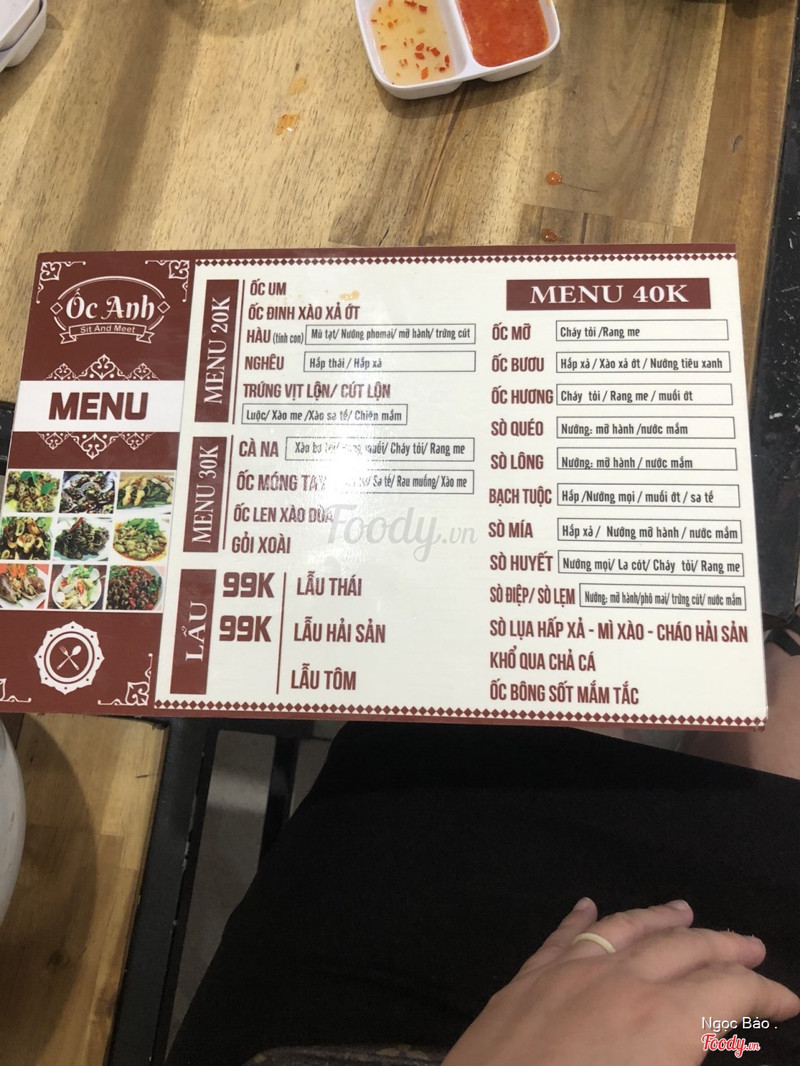 Ốc Anh
Sit And Meet
MENU
MENU 20K
ỐC UM
ỐC ĐINH XÀO XẢ ỚT
HÀU (tính con) Mù tạt/ Nướng phomai/ mỡ hành/ trứng cút
NGHÊU Hấp thái / Hấp xả
TRỨNG VỊT LỘN/ CÚT LỘN
Luộc/ Xào me /Xào sa tế/ Chiên mắm
MENU 30K
CÀ NA Xào bơ muối/ Cháy tỏi/ Rang me
ỐC MÓNG TAY Sa tế/ Rau muống/ Xào me
ỐC LEN XÀO DỪA
GỎI XOÀI
LẨU
99K LẨU THÁI
99K LẨU HẢI SẢN
LẨU TÔM
MENU 40K
ỐC MỠ Cháy tỏi /Rang me
ỐC BƯƠU Hấp xả / Xào xả ớt / Nướng tiêu xanh
ỐC HƯƠNG Cháy tỏi / Rang me / muối ớt
SÒ QUÉO Nướng: mỡ hành /nước mắm
SÒ LÔNG Nướng: mỡ hành / nước mắm
BẠCH TUỘC Hấp /Nướng mọi / muối ớt / sa tế
SÒ MÍA Hấp xả / Nướng mỡ hành / nước mắm
SÒ HUYẾT Nướng mọi/ La cót/ Cháy tỏi/ Rang me
SÒ ĐIỆP/ SÒ LẸM Nướng: mỡ hành/phô mai/ trứng cút/ nước mắm
SÒ LỤA HẤP XẢ - MÌ XÀO - CHÁO HẢI SẢN
KHỔ QUA CHẢ CÁ
ỐC BÔNG SỐT MẮM TẮC
Foody.vn
Ngọc Bảo .
Foody.vn